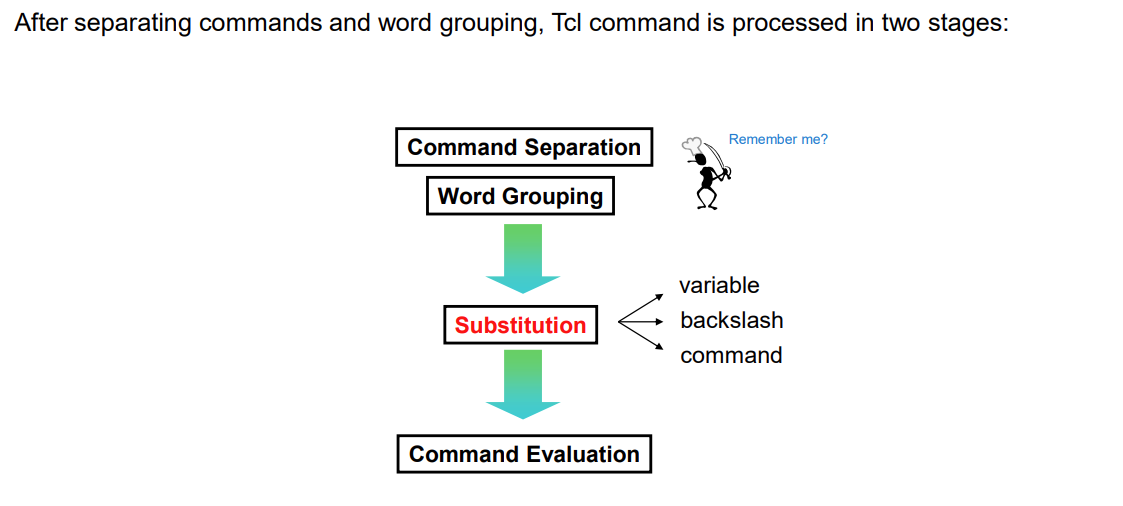 After separating commands and word grouping, Tcl command is processed in two stages:
Command Separation
Remember me?
Word Grouping
Substitution
variable
backslash
command
Command Evaluation